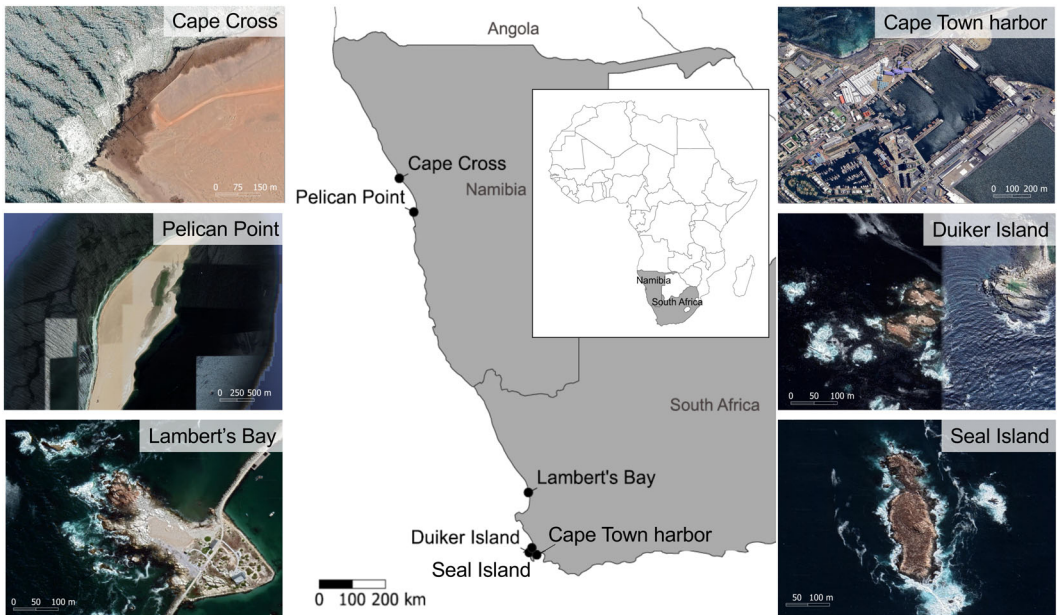 Cape Cross
0 75 150 m
Pelican Point
0 250 500 m
Lambert's Bay
0 50 100 m
Angola
Cape Cross
Namibia
Pelican Point
Namibia
South Africa
South Africa
Lambert's Bay
Duiker Island
Cape Town harbor
Seal Island
0 100 200 km
Cape Town harbor
0 100 200 m
Duiker Island
0 50 100 m
Seal Island
50 100 m